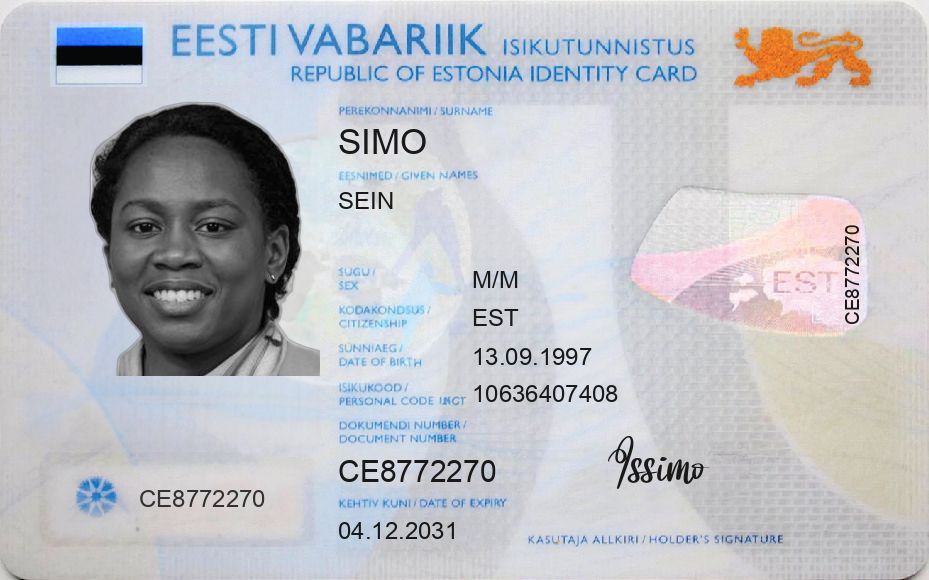 EESTI VABARIIK ISIKUTUNNISTUS
REPUBLIC OF ESTONIA IDENTITY CARD
PEREKONNANIMI / SURNAME
SIMO
EESNIMED / GIVEN NAMES
SEIN
SUGU /
SEX
M/M
KODAKONDSUS /
CITIZENSHIP
EST
SÜNNIAEG /
DATE OF BIRTH
13.09.1997
ISIKUKOOD /
PERSONAL CODE
10636407408
DOKUMENDI NUMBER /
DOCUMENT NUMBER
CE8772270
KEHTIV KUNI / DATE OF EXPIRY
04.12.2031
CE8772270
EST
CE8772270
Issimo
KASUTAJA ALLKIRI / HOLDER'S SIGNATURE